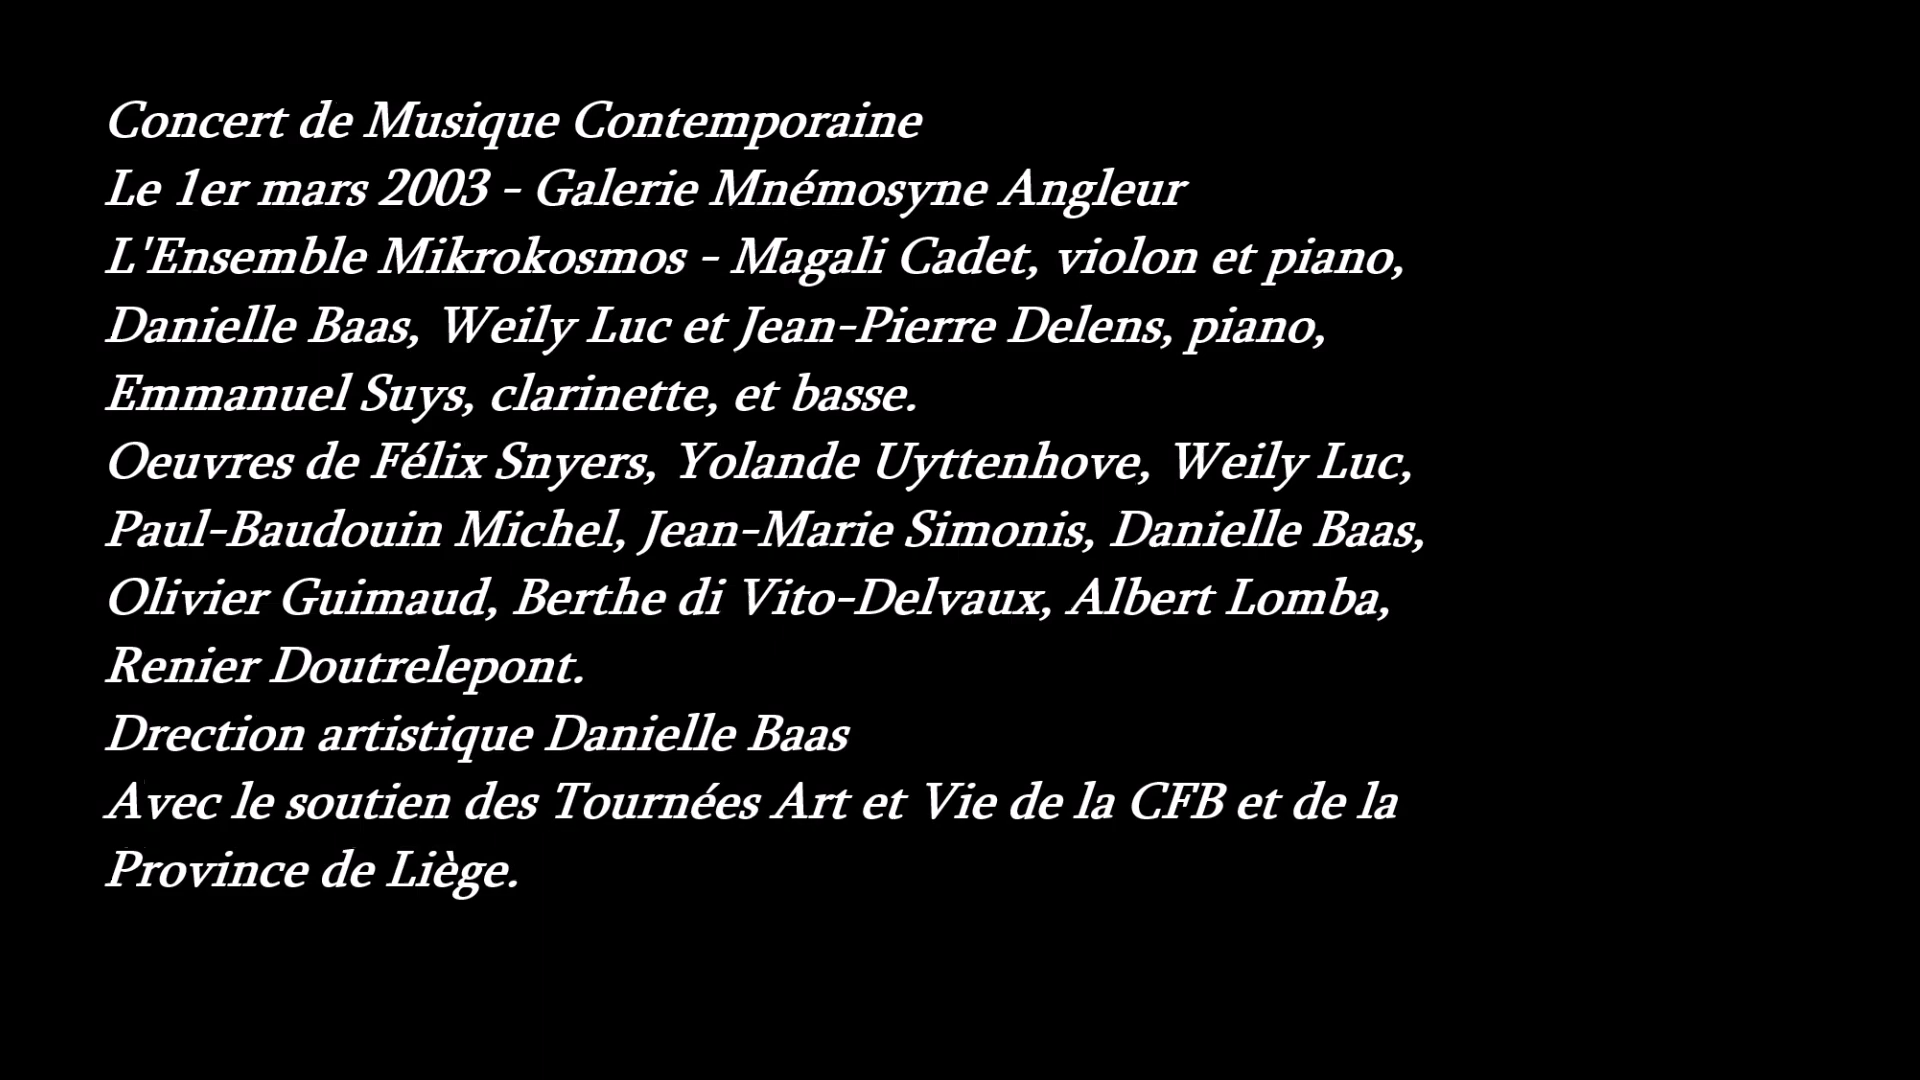 Concert de Musique Contemporaine
Le 1er mars 2003 - Galerie Mnémosyne Angleur
L'Ensemble Mikrokosmos - Magali Cadet, violon et piano,
Danielle Baas, Weily Luc et Jean-Pierre Delens, piano,
Emmanuel Suys, clarinette, et basse.
Oeuvres de Félix Snyers, Yolande Uyttenhove, Weily Luc,
Paul-Baudouin Michel, Jean-Marie Simonis, Danielle Baas,
Olivier Guimaud, Berthe di Vito-Delvaux, Albert Lomba,
Renier Doutrelepont.
Drection artistique Danielle Baas
Avec le soutien des Tournées Art et Vie de la CFB et de la
Province de Liège.